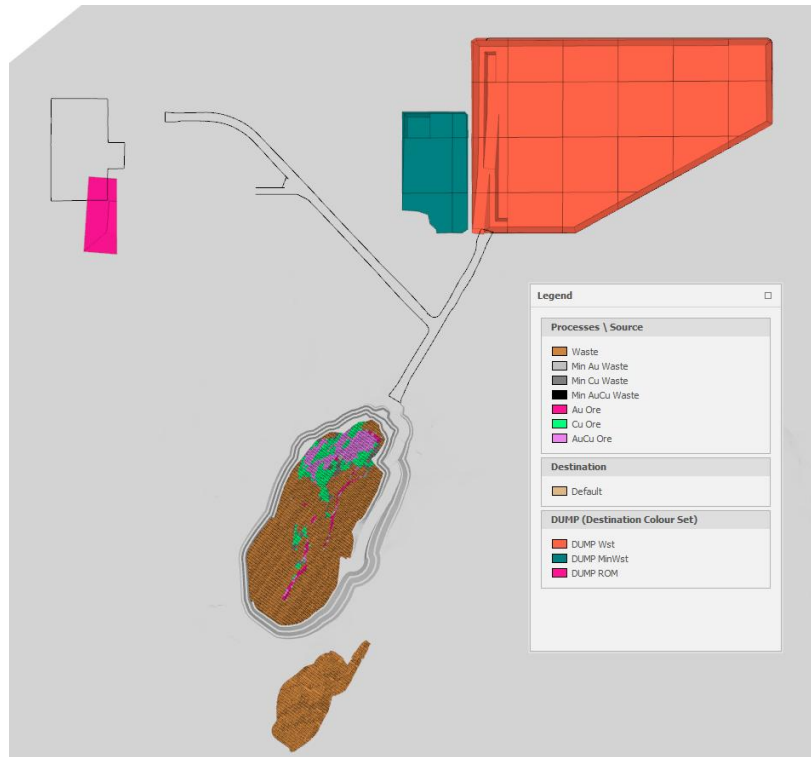 Legend
Processes \ Source
Waste
Min Au Waste
Min Cu Waste
Min AuCu Waste
Au Ore
Cu Ore
AuCu Ore
Destination
Default
DUMP (Destination Colour Set)
DUMP Wst
DUMP MinWst
DUMP ROM